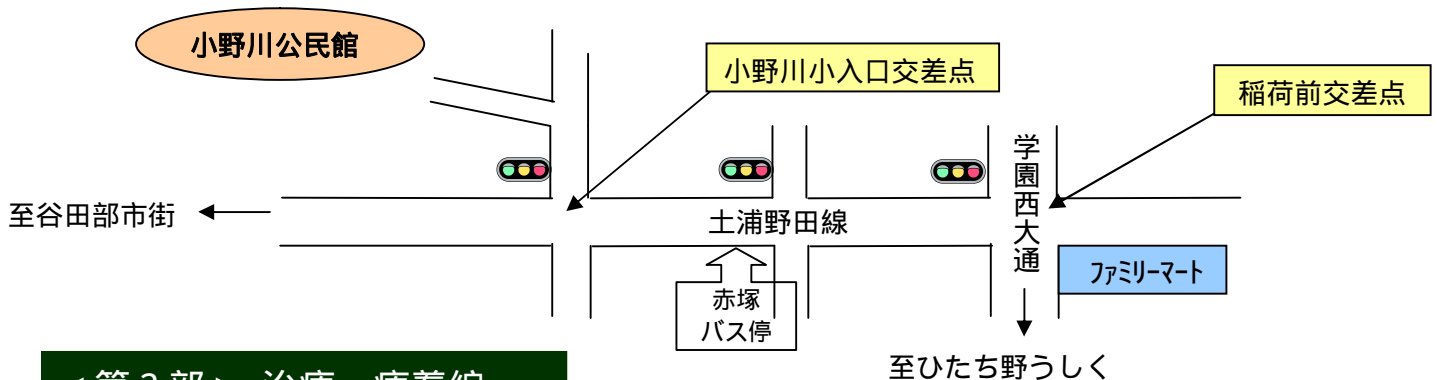 小野川公民館
小野川小入口交差点
稲荷前交差点
学園西大通
至谷田部市街
土浦野田線
ファミリーマート
赤塚
バス停
至ひたち野うしく